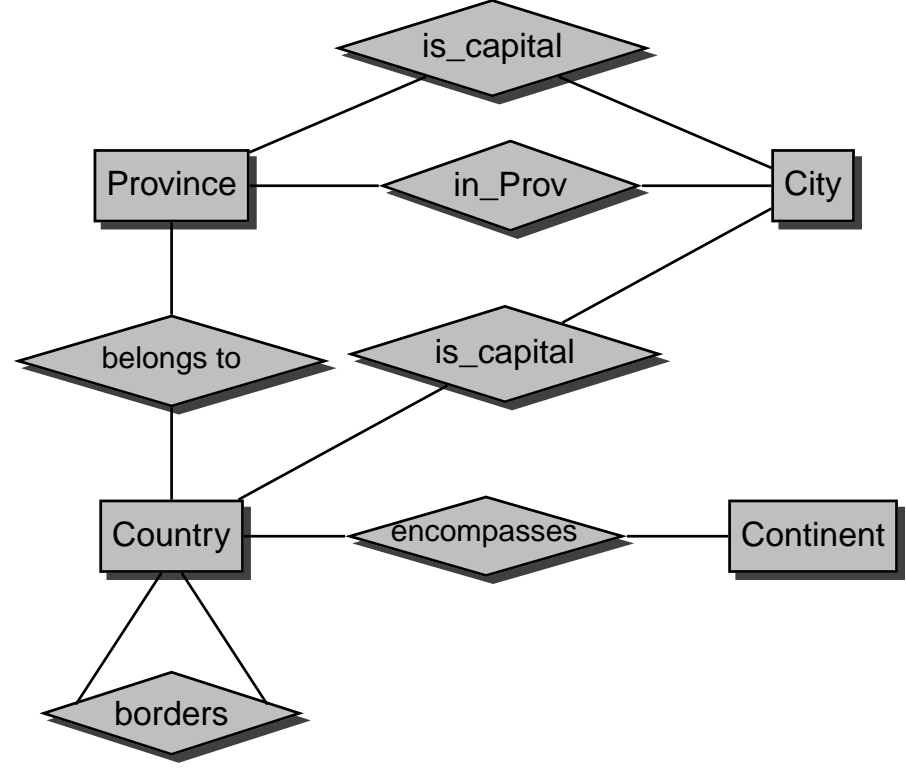 is_capital
Province
in_Prov
City
belongs to
is_capital
Country
encompasses
Continent
borders